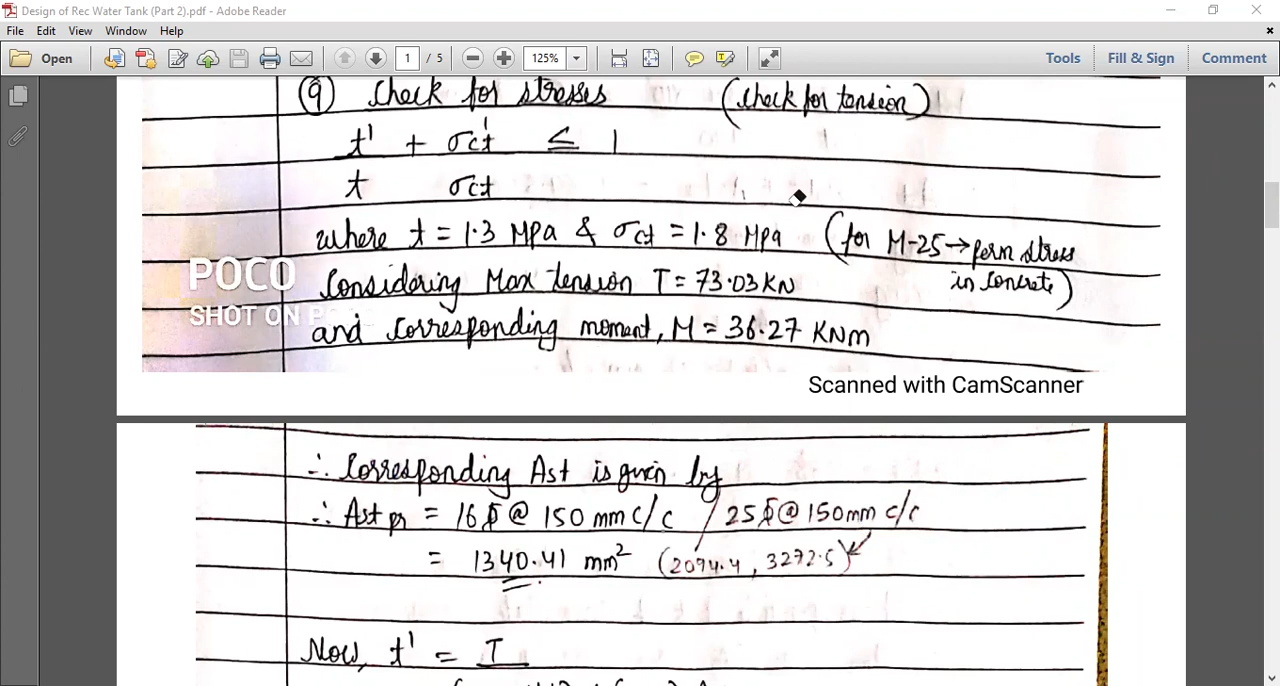 Design of Rec Water Tank (Part 2).pdf - Adobe Reader
File Edit View Window Help
Open 1 / 5 125% Tools Fill & Sign Comment
⑨ Check for stresses (Check for tension)
t' + σct' ≤ 1
t σct
where t = 1.3 MPa & σct = 1.8 MPa (for M-25→perm stress
in concrete)
Considering Max tension T = 73.03 KN
and corresponding moment, M = 36.27 KNm
POCO
SHOT ON P
Scanned with CamScanner
∴ Corresponding Ast is given by
∴ Ast pr = 16ϕ@ 150 mm c/c / 25ϕ@150mm c/c
= 1340.41 mm² (2094.4, 3272.5)
Now, t' = T